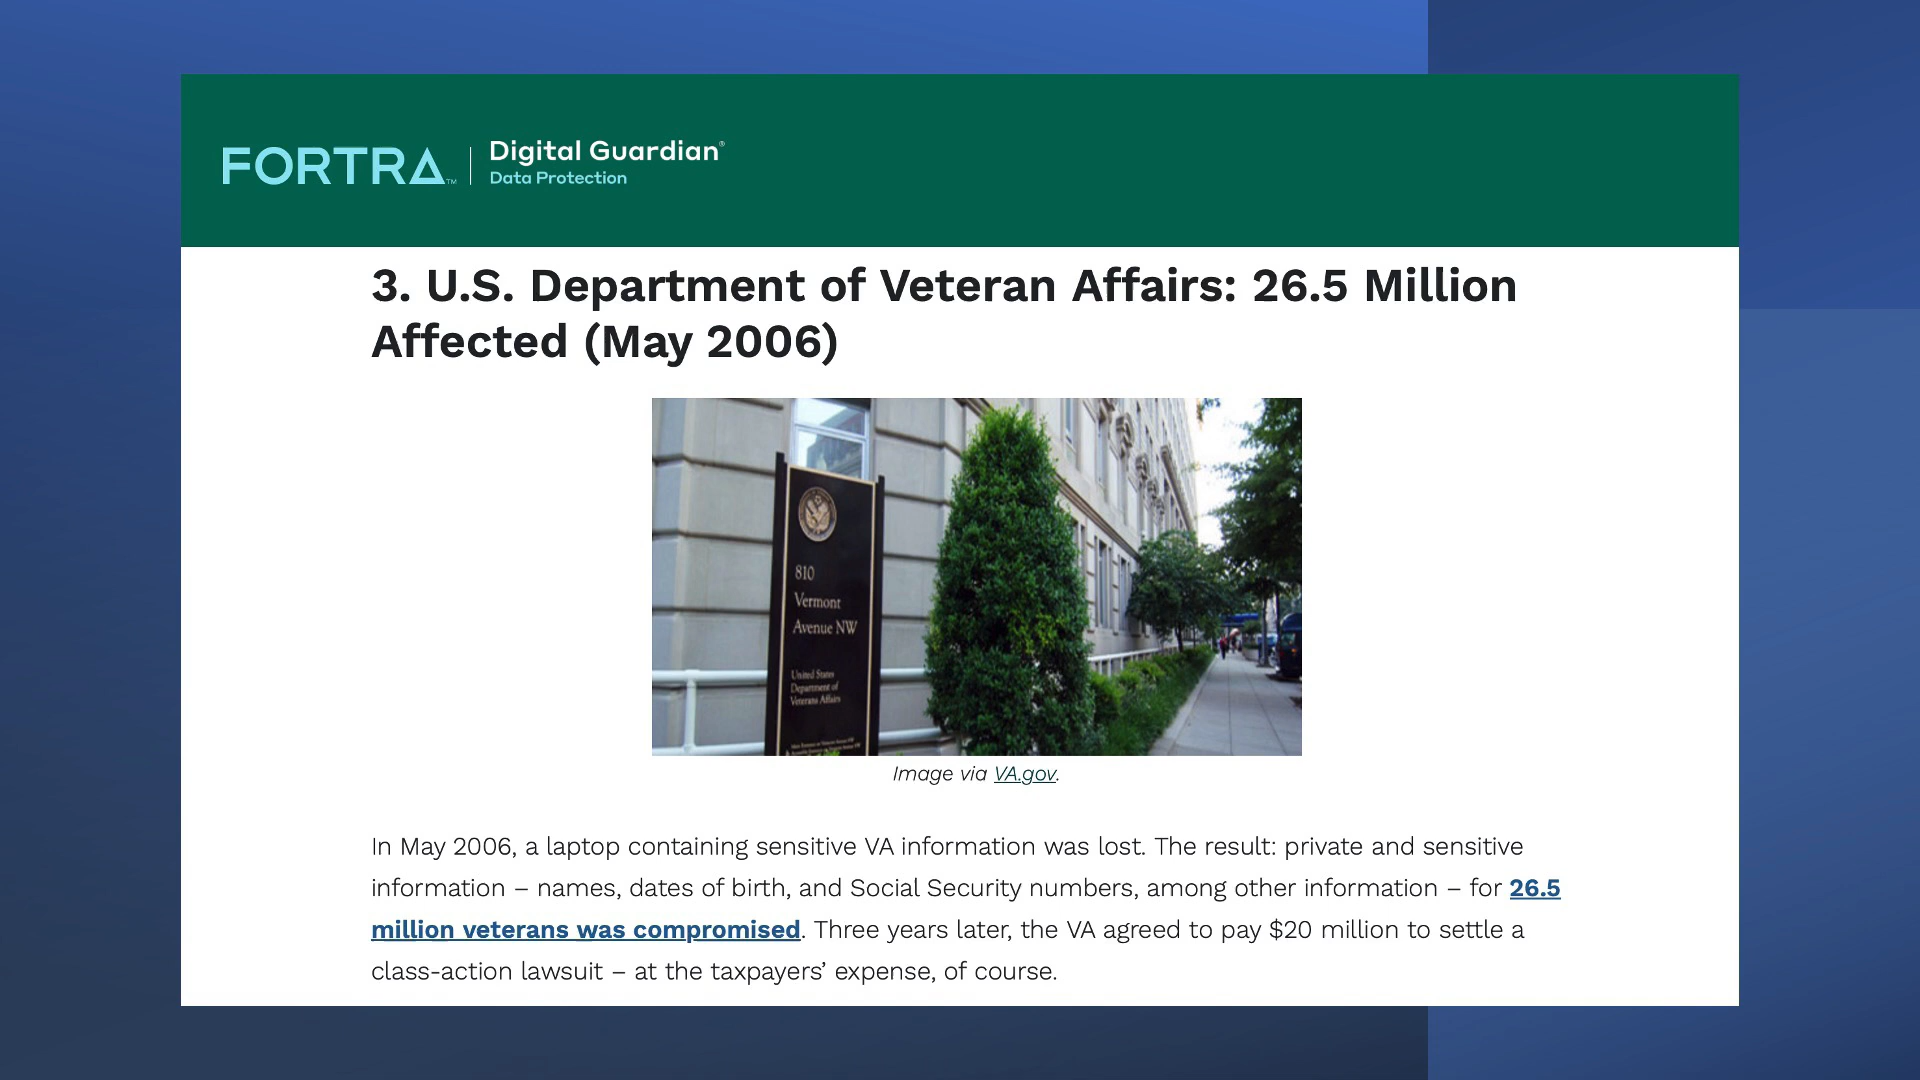 FORTRA™
Digital Guardian®
Data Protection
3. U.S. Department of Veteran Affairs: 26.5 Million
Affected (May 2006)
810
Vermont
Avenue NW
United States
Department of
Veterans Affairs
Image via VA.gov.
In May 2006, a laptop containing sensitive VA information was lost. The result: private and sensitive
information – names, dates of birth, and Social Security numbers, among other information – for 26.5
million veterans was compromised. Three years later, the VA agreed to pay $20 million to settle a
class-action lawsuit – at the taxpayers’ expense, of course.